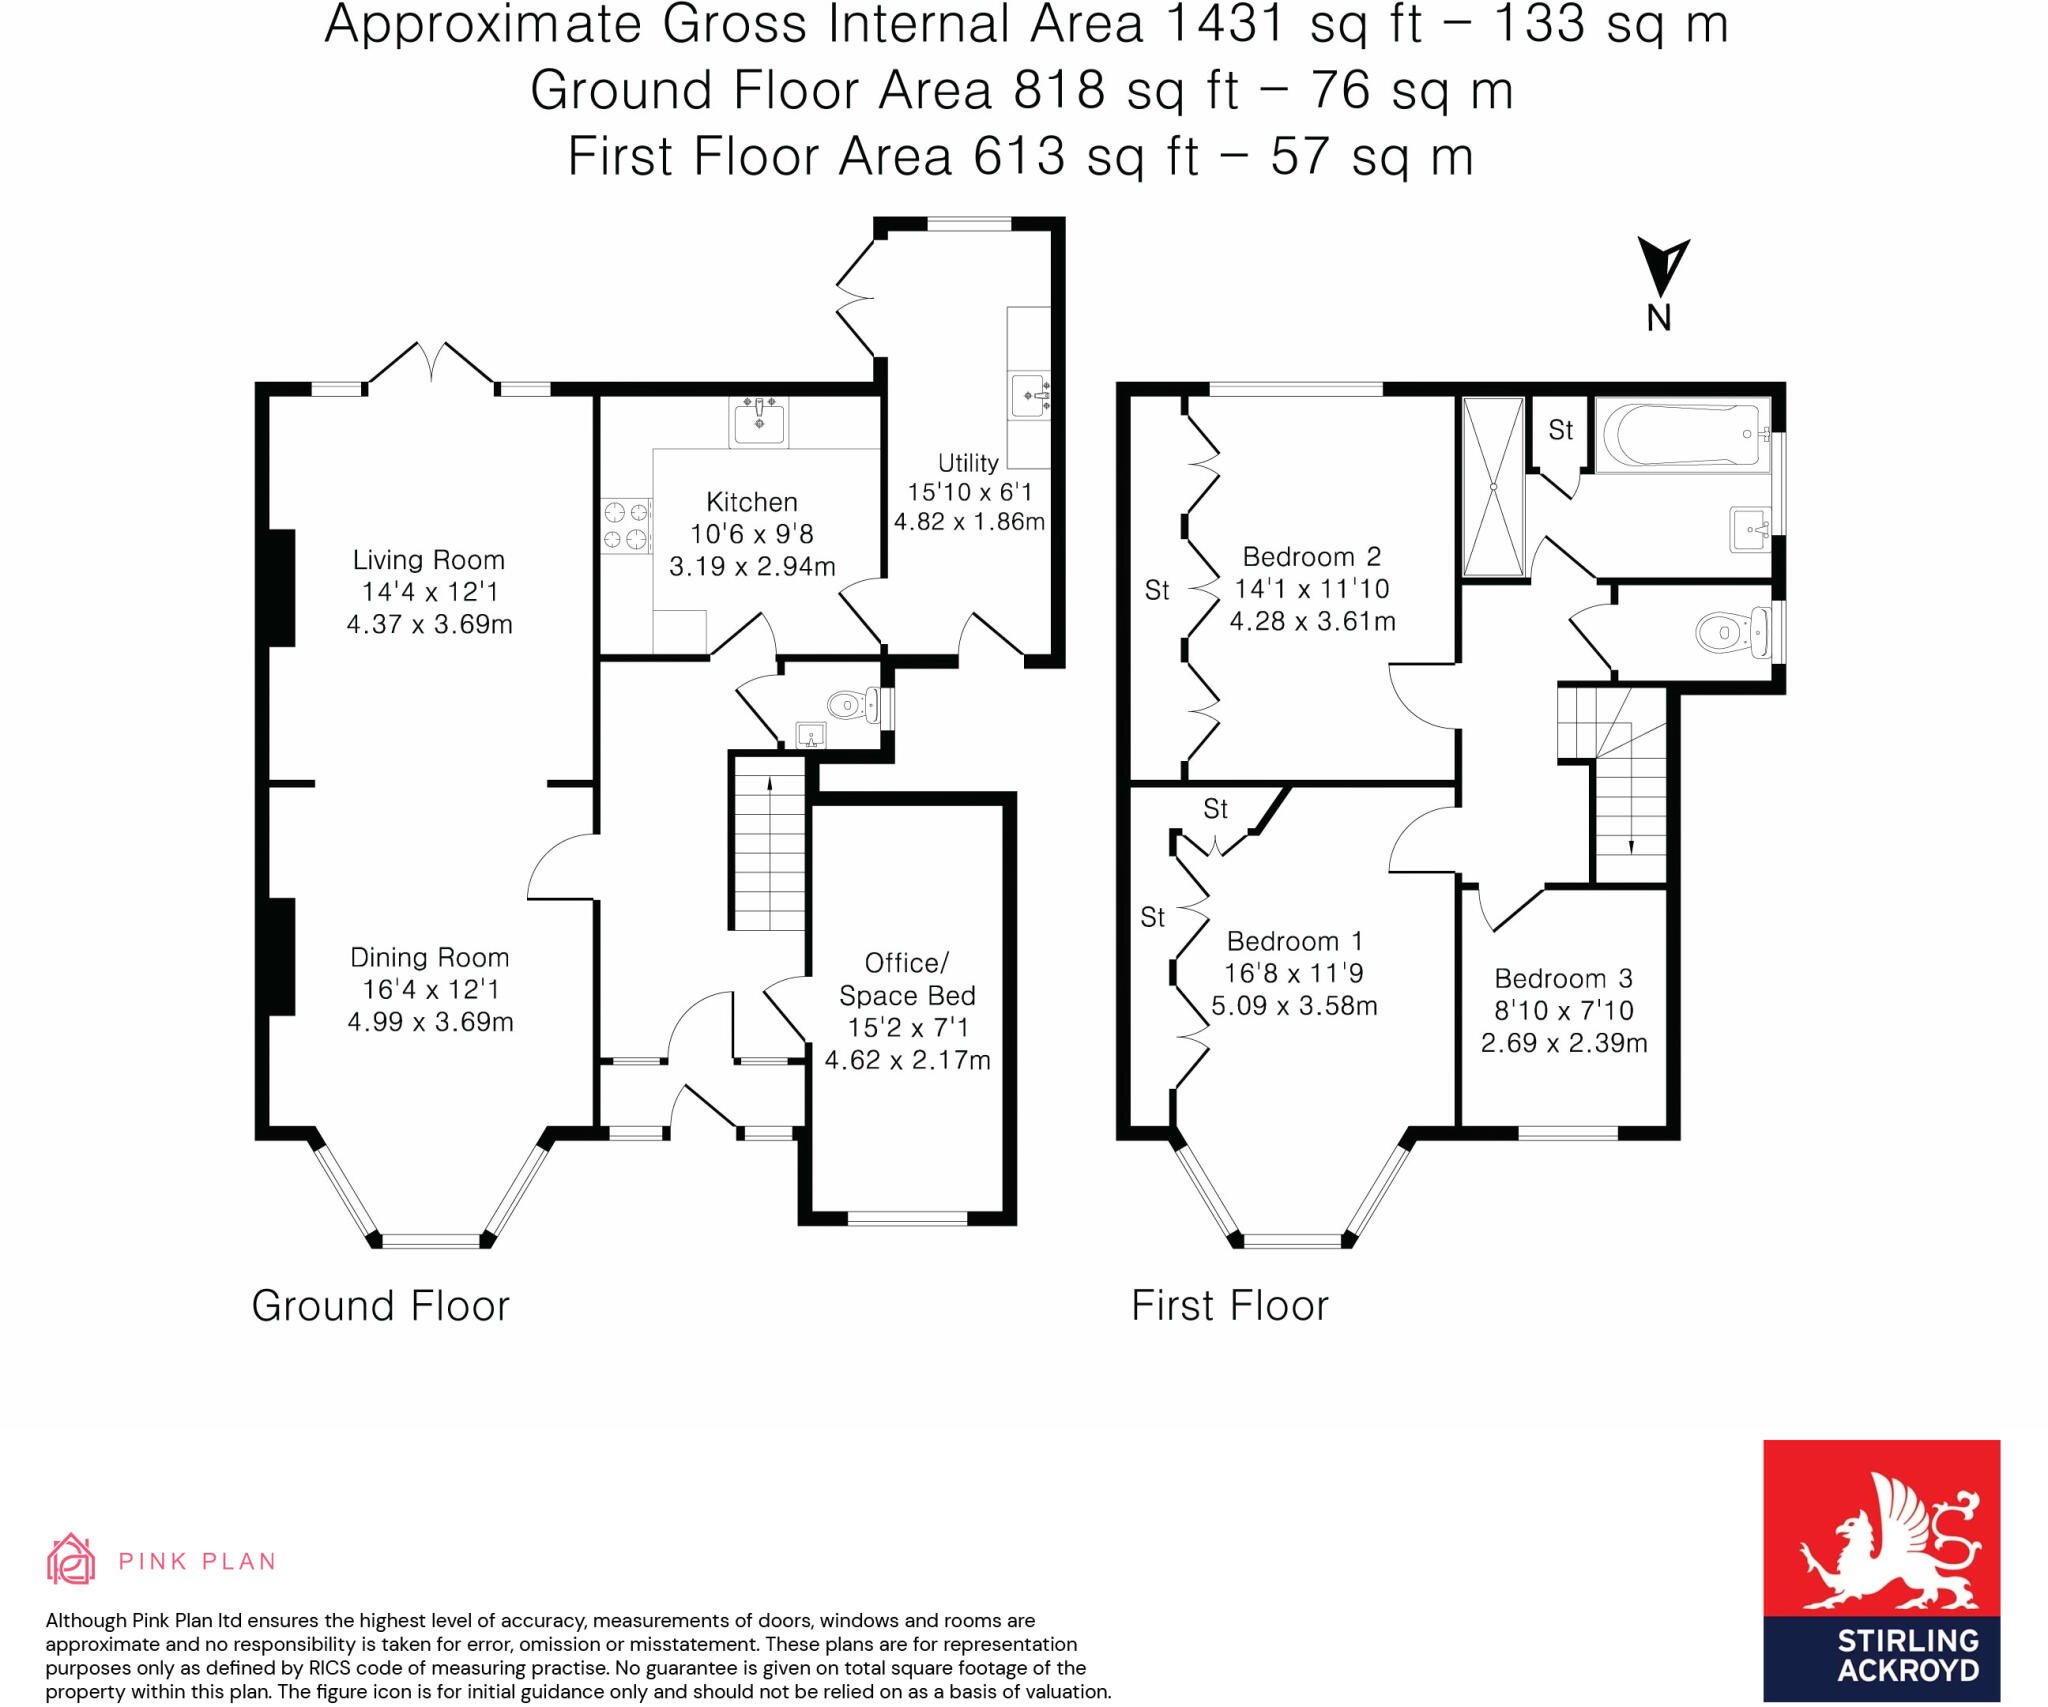 Approximate Gross Internal Area 1431 sq ft – 133 sq m
Ground Floor Area 818 sq ft – 76 sq m
First Floor Area 613 sq ft – 57 sq m
N
Utility
15'10 x 6'1
4.82 x 1.86m
Kitchen
10'6 x 9'8
3.19 x 2.94m
Living Room
14'4 x 12'1
4.37 x 3.69m
Dining Room
16'4 x 12'1
4.99 x 3.69m
Office/
Space Bed
15'2 x 7'1
4.62 x 2.17m
Ground Floor
St
St
Bedroom 2
14'1 x 11'10
4.28 x 3.61m
St
St
Bedroom 1
16'8 x 11'9
5.09 x 3.58m
Bedroom 3
8'10 x 7'10
2.69 x 2.39m
First Floor
PINK PLAN
Although Pink Plan ltd ensures the highest level of accuracy, measurements of doors, windows and rooms are
approximate and no responsibility is taken for error, omission or misstatement. These plans are for representation
purposes only as defined by RICS code of measuring practise. No guarantee is given on total square footage of the
property within this plan. The figure icon is for initial guidance only and should not be relied on as a basis of valuation.
STIRLING
ACKROYD